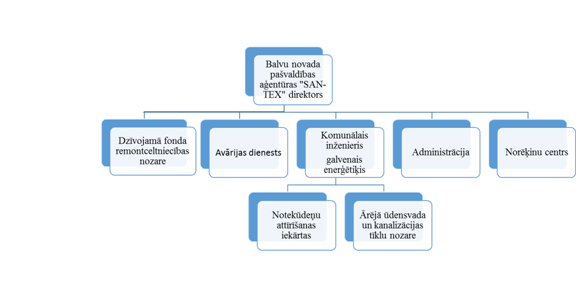 Balvu novada
pašvaldības
aģentūras "SAN-
TEX" direktors
Dzīvojamā fonda
remontceltniecības
nozare
Avārijas dienests
Komunālais
inženieris
galvenais
enerģētiķis
Administrācija
Norēķinu centrs
Notekūdeņu
attīrīšanas
iekārtas
Ārējā ūdensvada
un kanalizācijas
tīklu nozare